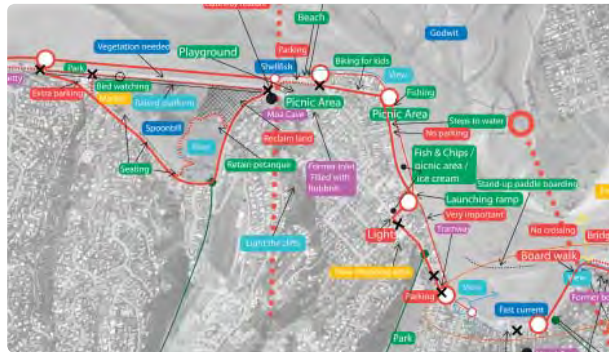 Beach
Godwit
Vegetation needed
Parking
Playground
Biking for kids
Shellfish
View
Park
Bird watching
Fishing
Extra parking
Market
Raised platform
Picnic Area
Picnic Area
Moa Cave
Steps to water
No parking
Spoonbill
Reclaim land
Fish & Chips /
picnic area /
ice cream
River
Seating
Retain petanque
Former inlet
Filled with
Rubbish
Stand-up paddle boarding
Launching ramp
Very important
Light
Tramway
No crossing
Light the cliffs
Board walk
View
Parking
View
Fast current
Park